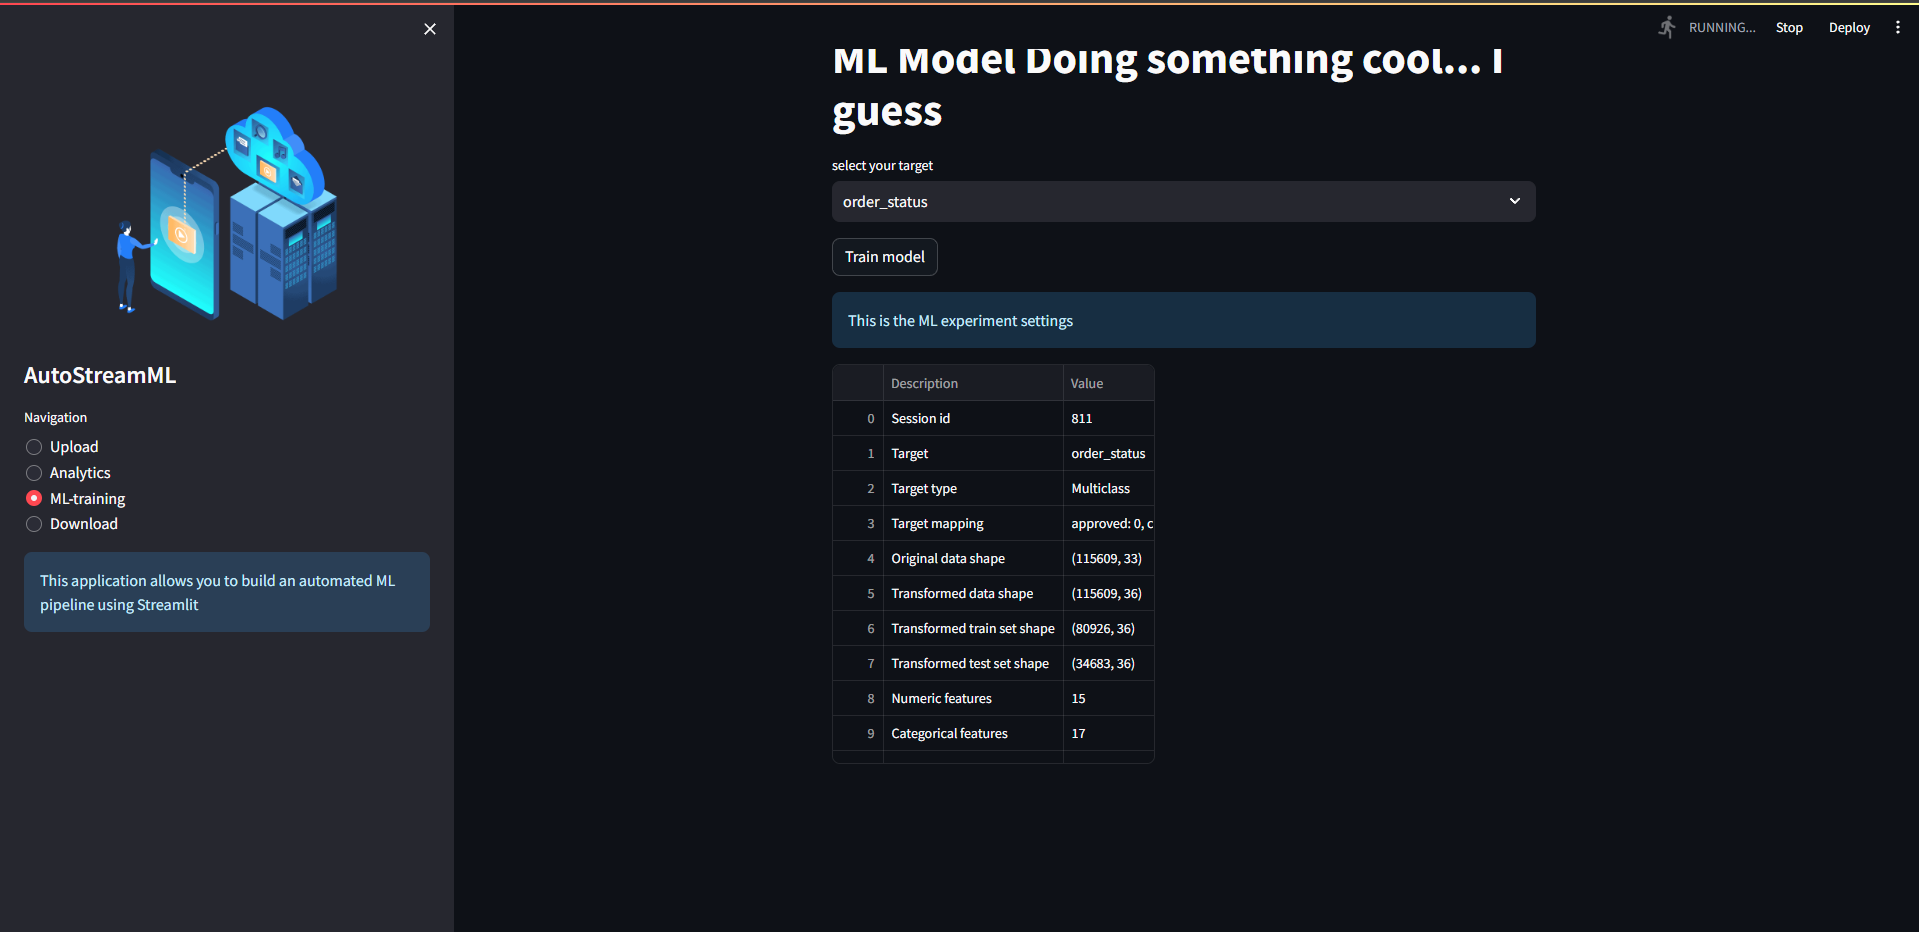 RUNNING...
Stop
Deploy
ML Model Doing something cool... I
guess
select your target
order_status
Train model
This is the ML experiment settings
Description Value
0 Session id 811
1 Target order_status
2 Target type Multiclass
3 Target mapping approved: 0, c
4 Original data shape (115609, 33)
5 Transformed data shape (115609, 36)
6 Transformed train set shape (80926, 36)
7 Transformed test set shape (34683, 36)
8 Numeric features 15
9 Categorical features 17
AutoStreamML
Navigation
Upload
Analytics
ML-training
Download
This application allows you to build an automated ML
pipeline using Streamlit